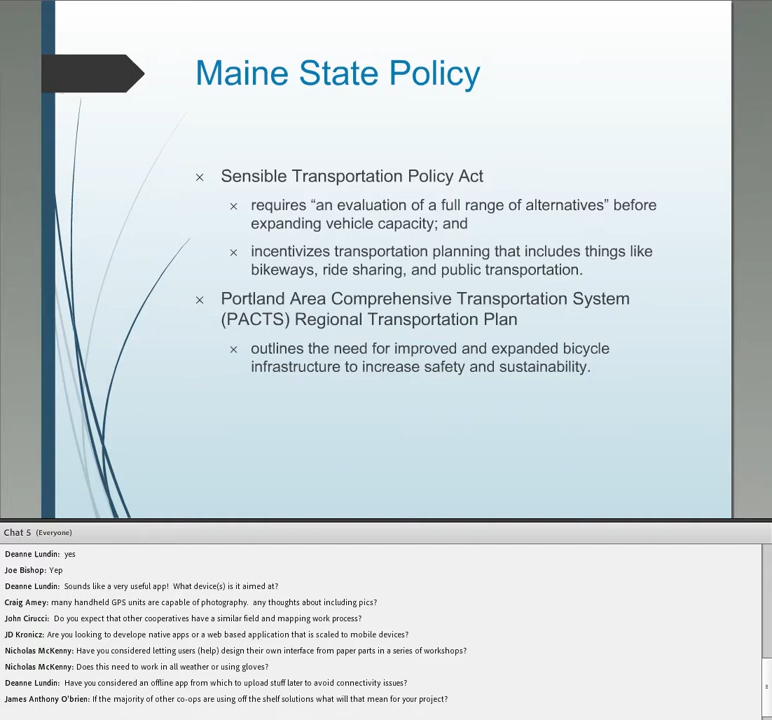 Maine State Policy
× Sensible Transportation Policy Act
× requires “an evaluation of a full range of alternatives” before
expanding vehicle capacity; and
× incentivizes transportation planning that includes things like
bikeways, ride sharing, and public transportation.
× Portland Area Comprehensive Transportation System
(PACTS) Regional Transportation Plan
× outlines the need for improved and expanded bicycle
infrastructure to increase safety and sustainability.
Chat 5 (Everyone)
Deanne Lundin: yes
Joe Bishop: Yep
Deanne Lundin: Sounds like a very useful app! What device(s) is it aimed at?
Craig Amey: many handheld GPS units are capable of photography. any thoughts about including pics?
John Cirucci: Do you expect that other cooperatives have a similar field and mapping work process?
JD Kronicz: Are you looking to develope native apps or a web based application that is scaled to mobile devices?
Nicholas McKenny: Have you considered letting users (help) design their own interface from paper parts in a series of workshops?
Nicholas McKenny: Does this need to work in all weather or using gloves?
Deanne Lundin: Have you considered an offline app from which to upload stuff later to avoid connectivity issues?
James Anthony O'brien: If the majority of other co-ops are using off the shelf solutions what will that mean for your project?